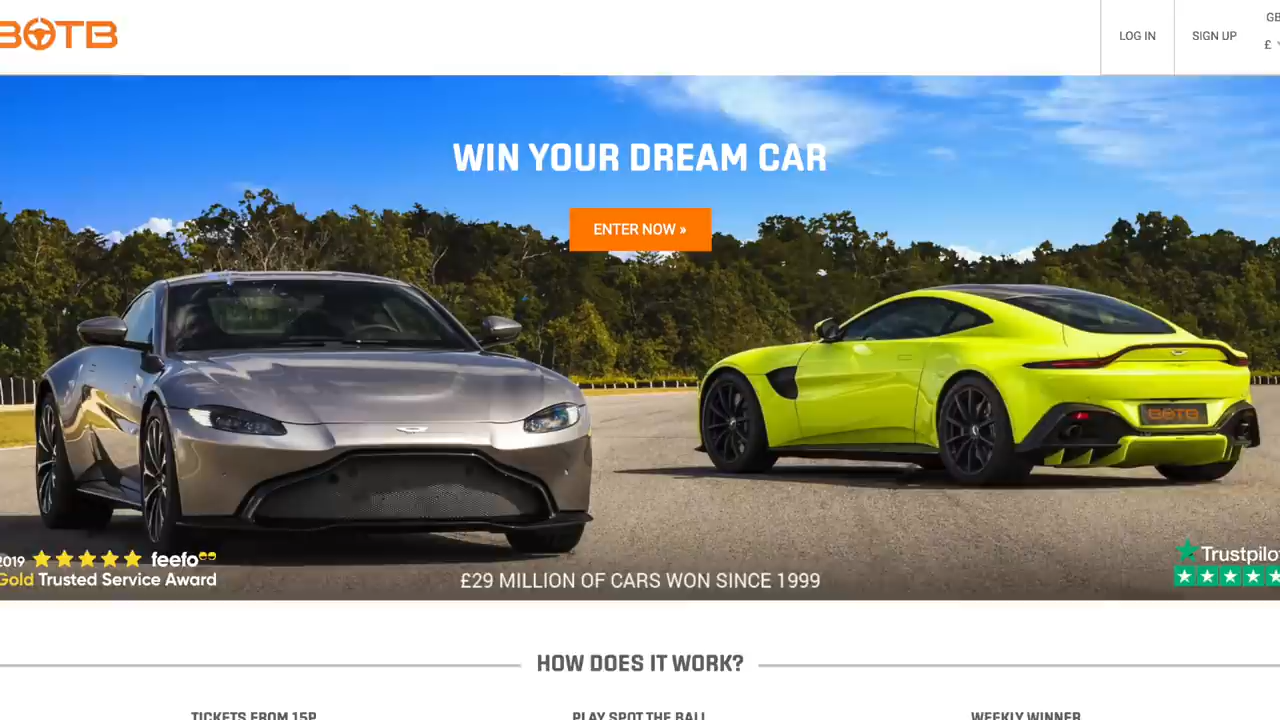 BOTB
LOG IN
SIGN UP
GB
£
WIN YOUR DREAM CAR
ENTER NOW »
BOTB
2019 feefo
Gold Trusted Service Award
£29 MILLION OF CARS WON SINCE 1999
Trustpilot
HOW DOES IT WORK?
TICKETS FROM 15P
PLAY SPOT THE BALL
WEEKLY WINNER